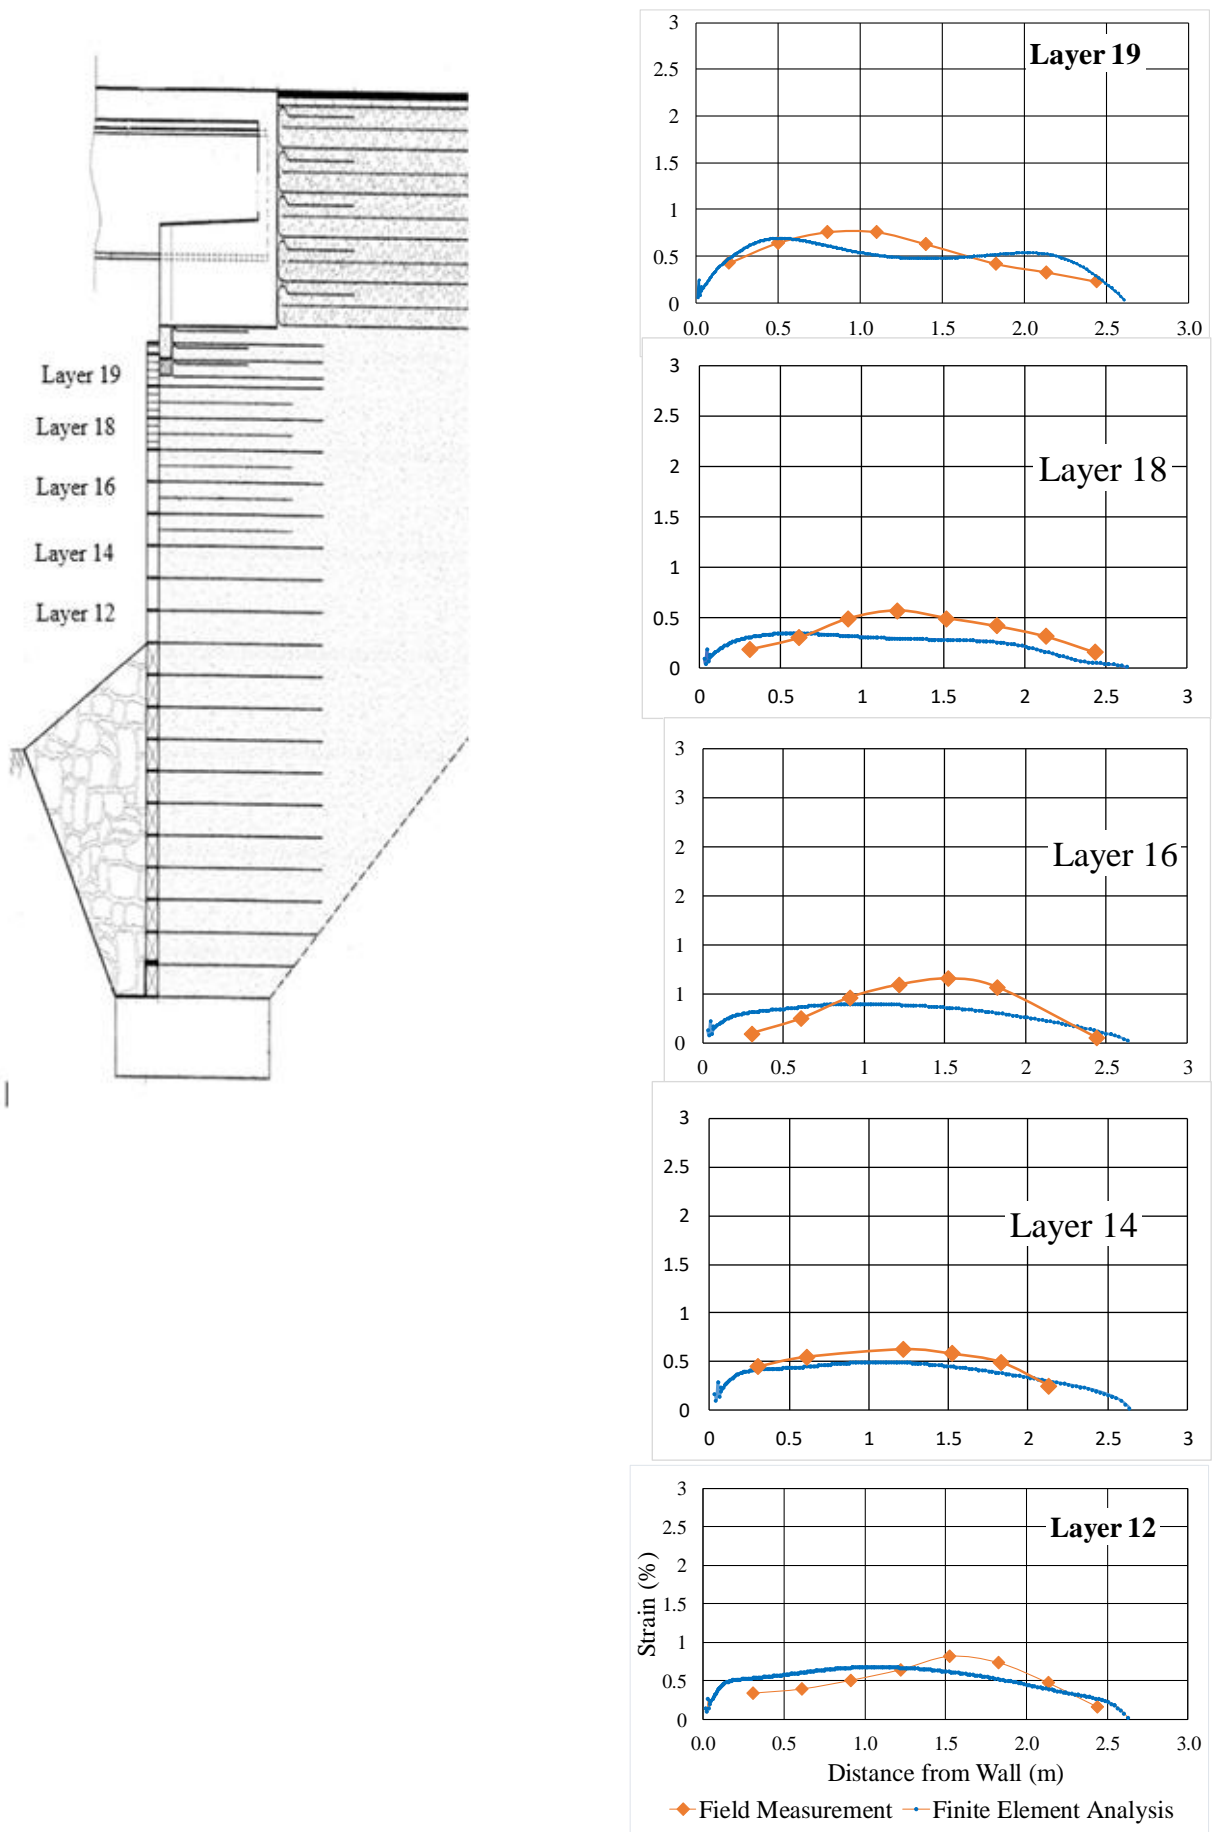 Layer 19
Layer 18
Layer 16
Layer 14
Layer 12
3
2.5
2
1.5
1
0.5
0
Layer 19
0.0 0.5 1.0 1.5 2.0 2.5 3.0
3
2.5
2
1.5
1
0.5
0
Layer 18
0 0.5 1 1.5 2 2.5 3
3
3
2
2
1
1
0
Layer 16
0 0.5 1 1.5 2 2.5 3
3
2.5
2
1.5
1
0.5
0
Layer 14
0 0.5 1 1.5 2 2.5 3
Strain (%)
3
2.5
2
1.5
1
0.5
0
Layer 12
0.0 0.5 1.0 1.5 2.0 2.5 3.0
Distance from Wall (m)
Field Measurement Finite Element Analysis